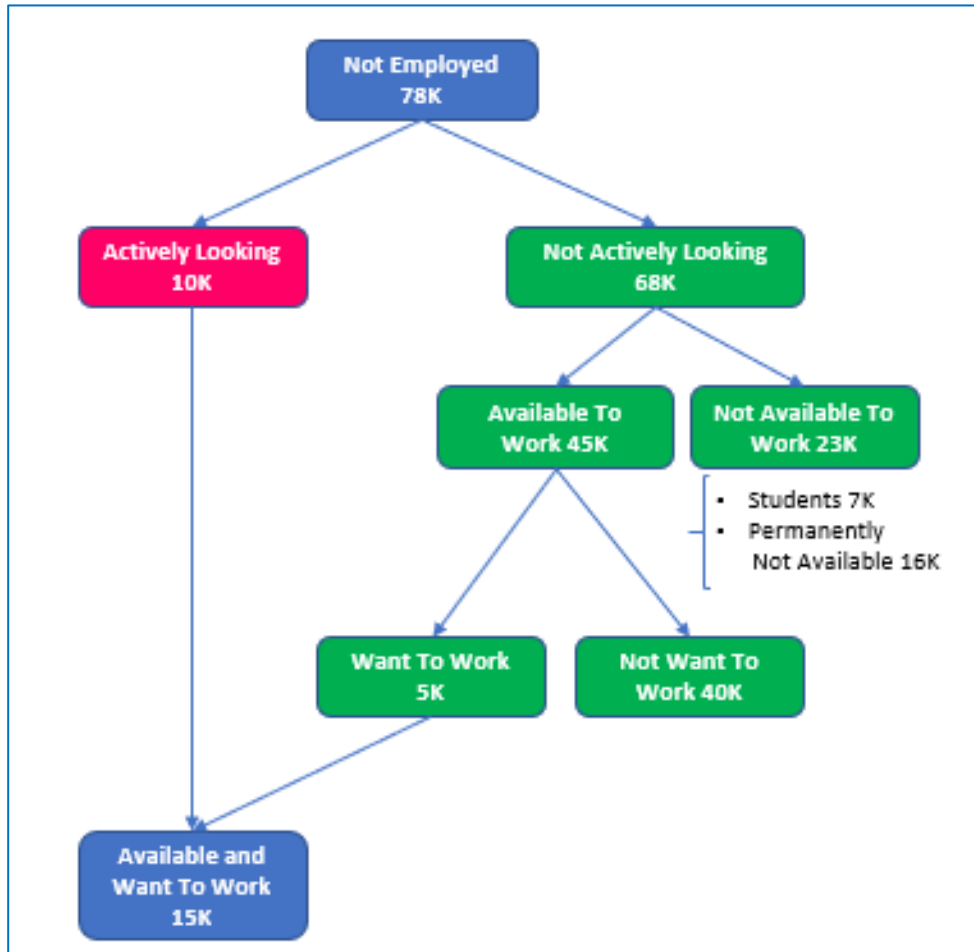 Not Employed
78K
Actively Looking
10K
Not Actively Looking
68K
Available To
Work 45K
Not Available To
Work 23K
▪ Students 7K
▪ Permanently
Not Available 16K
Want To Work
5K
Not Want To
Work 40K
Available and
Want To Work
15K